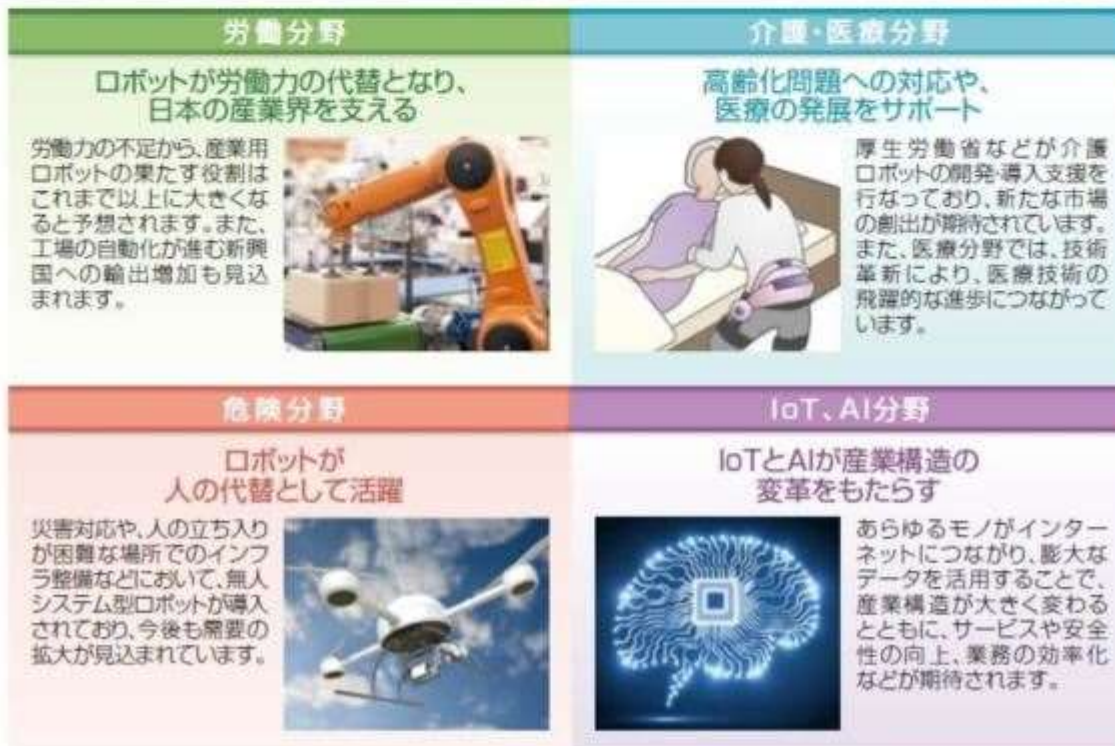 労働分野
ロボットが労働力の代替となり、
日本の産業界を支える
労働力の不足から、産業用
ロボットの果たす役割は
これまで以上に大きくな
ると予想されます。また、
工場の自動化が進む新興
国への輸出増加も見込
まれます。
介護・医療分野
高齢化問題への対応や、
医療の発展をサポート
厚生労働省などが介護
ロボットの開発・導入支援を
行なっており、新たな市場
の創出が期待されています。
また、医療分野では、技術
革新により、医療技術の
飛躍的な進歩につながって
います。
危険分野
ロボットが
人の代替として活躍
災害対応や、人の立ち入り
が困難な場所でのインフ
ラ整備などにおいて、無人
システム型ロボットが導入
されており、今後も需要の
拡大が見込まれています。
IoT、AI分野
IoTとAIが産業構造の
変革をもたらす
あらゆるモノがインター
ネットにつながり、膨大な
データを活用することで、
産業構造が大きく変わる
とともに、サービスや安全
性の向上、業務の効率化
などが期待されます。